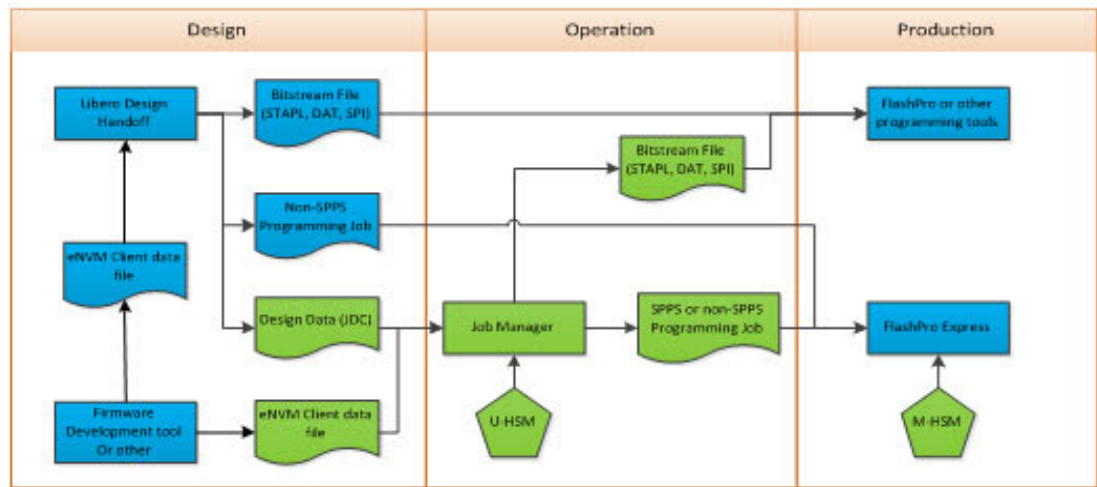 Design
Operation
Production
Libero Design
Handoff
Bitstream File
(STAPL, DAT, SPI)
FlashPro or other
programming tools
Bitstream File
(STAPL, DAT, SPI)
Non-SPPS
Programming Job
eNVM Client data
file
Design Data (JDC)
Job Manager
SPPS or non-SPPS
Programming Job
FlashPro Express
Firmware
Development tool
Or other
eNVM Client data
file
U-HSM
M-HSM